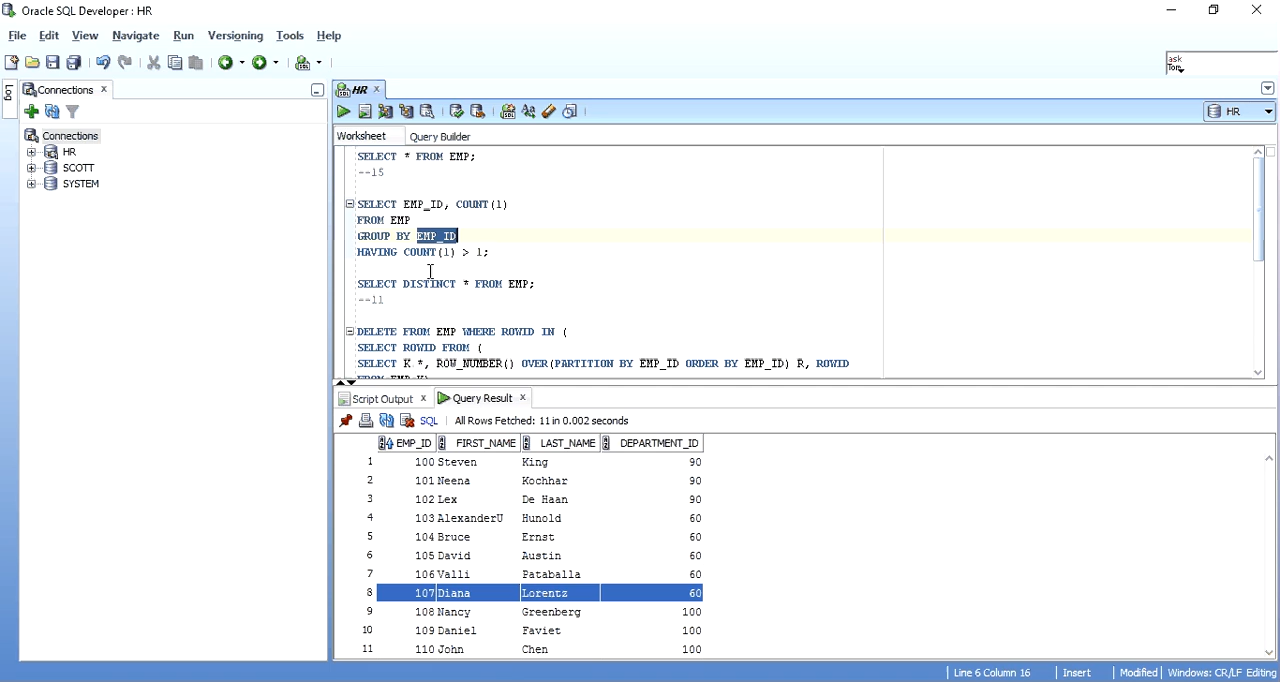 Oracle SQL Developer : HR
File Edit View Navigate Run Versioning Tools Help
ask
Tom
Log
Connections
HR
HR
Worksheet Query Builder
Connections
HR
SCOTT
SYSTEM
SELECT * FROM EMP;
--15
SELECT EMP_ID, COUNT(1)
FROM EMP
GROUP BY EMP_ID
HAVING COUNT(1) > 1;
SELECT DISTINCT * FROM EMP;
--11
DELETE FROM EMP WHERE ROWID IN (
SELECT ROWID FROM (
SELECT K.*, ROW_NUMBER() OVER(PARTITION BY EMP_ID ORDER BY EMP_ID) R, ROWID
FROM EMP K)
Script Output Query Result
SQL All Rows Fetched: 11 in 0.002 seconds
EMP_ID FIRST_NAME LAST_NAME DEPARTMENT_ID
1 100 Steven King 90
2 101 Neena Kochhar 90
3 102 Lex De Haan 90
4 103 AlexanderU Hunold 60
5 104 Bruce Ernst 60
6 105 David Austin 60
7 106 Valli Pataballa 60
8 107 Diana Lorentz 60
9 108 Nancy Greenberg 100
10 109 Daniel Faviet 100
11 110 John Chen 100
Line 6 Column 16 Insert Modified Windows: CR/LF Editing